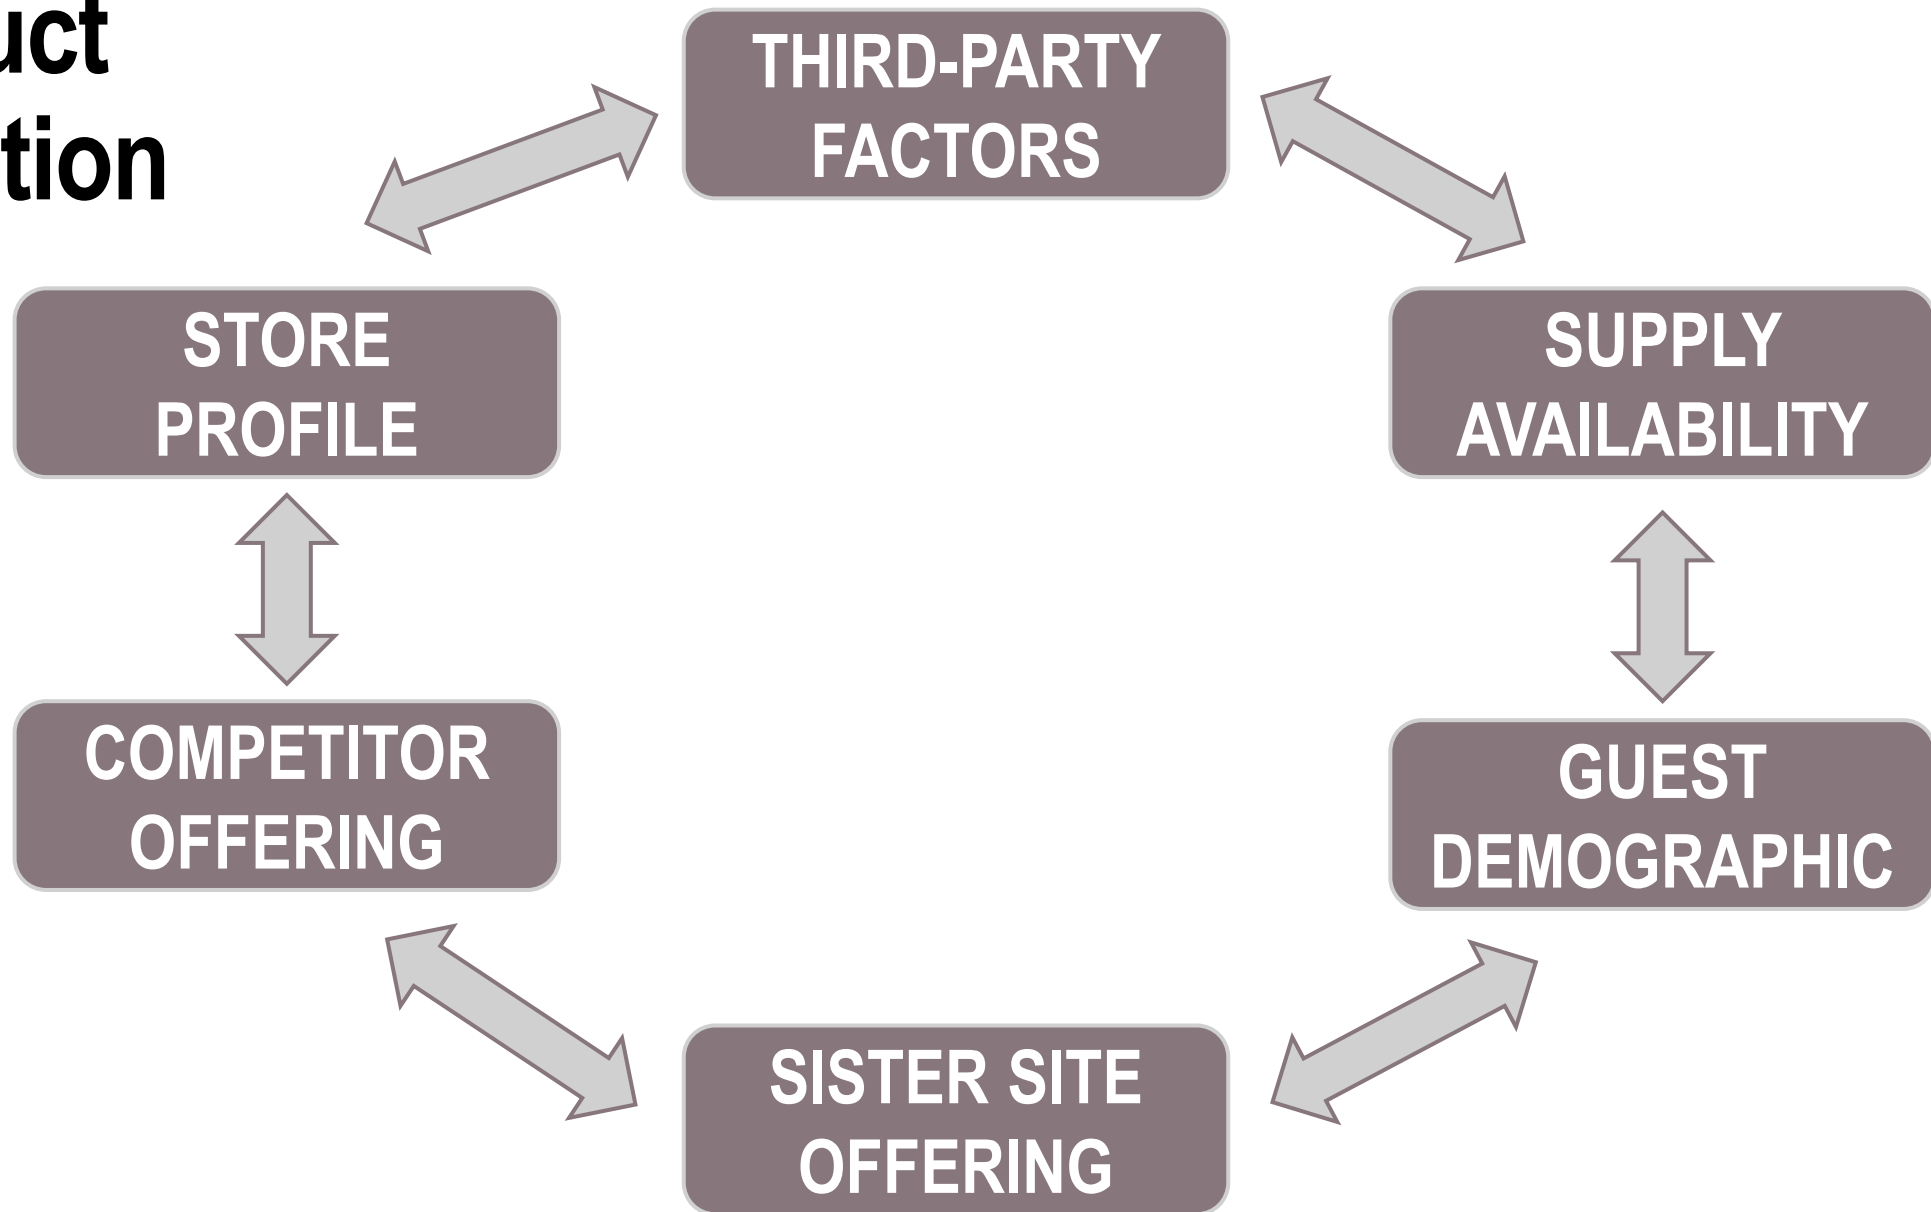 uct
tion
THIRD-PARTY
FACTORS
STORE
PROFILE
SUPPLY
AVAILABILITY
COMPETITOR
OFFERING
GUEST
DEMOGRAPHIC
SISTER SITE
OFFERING